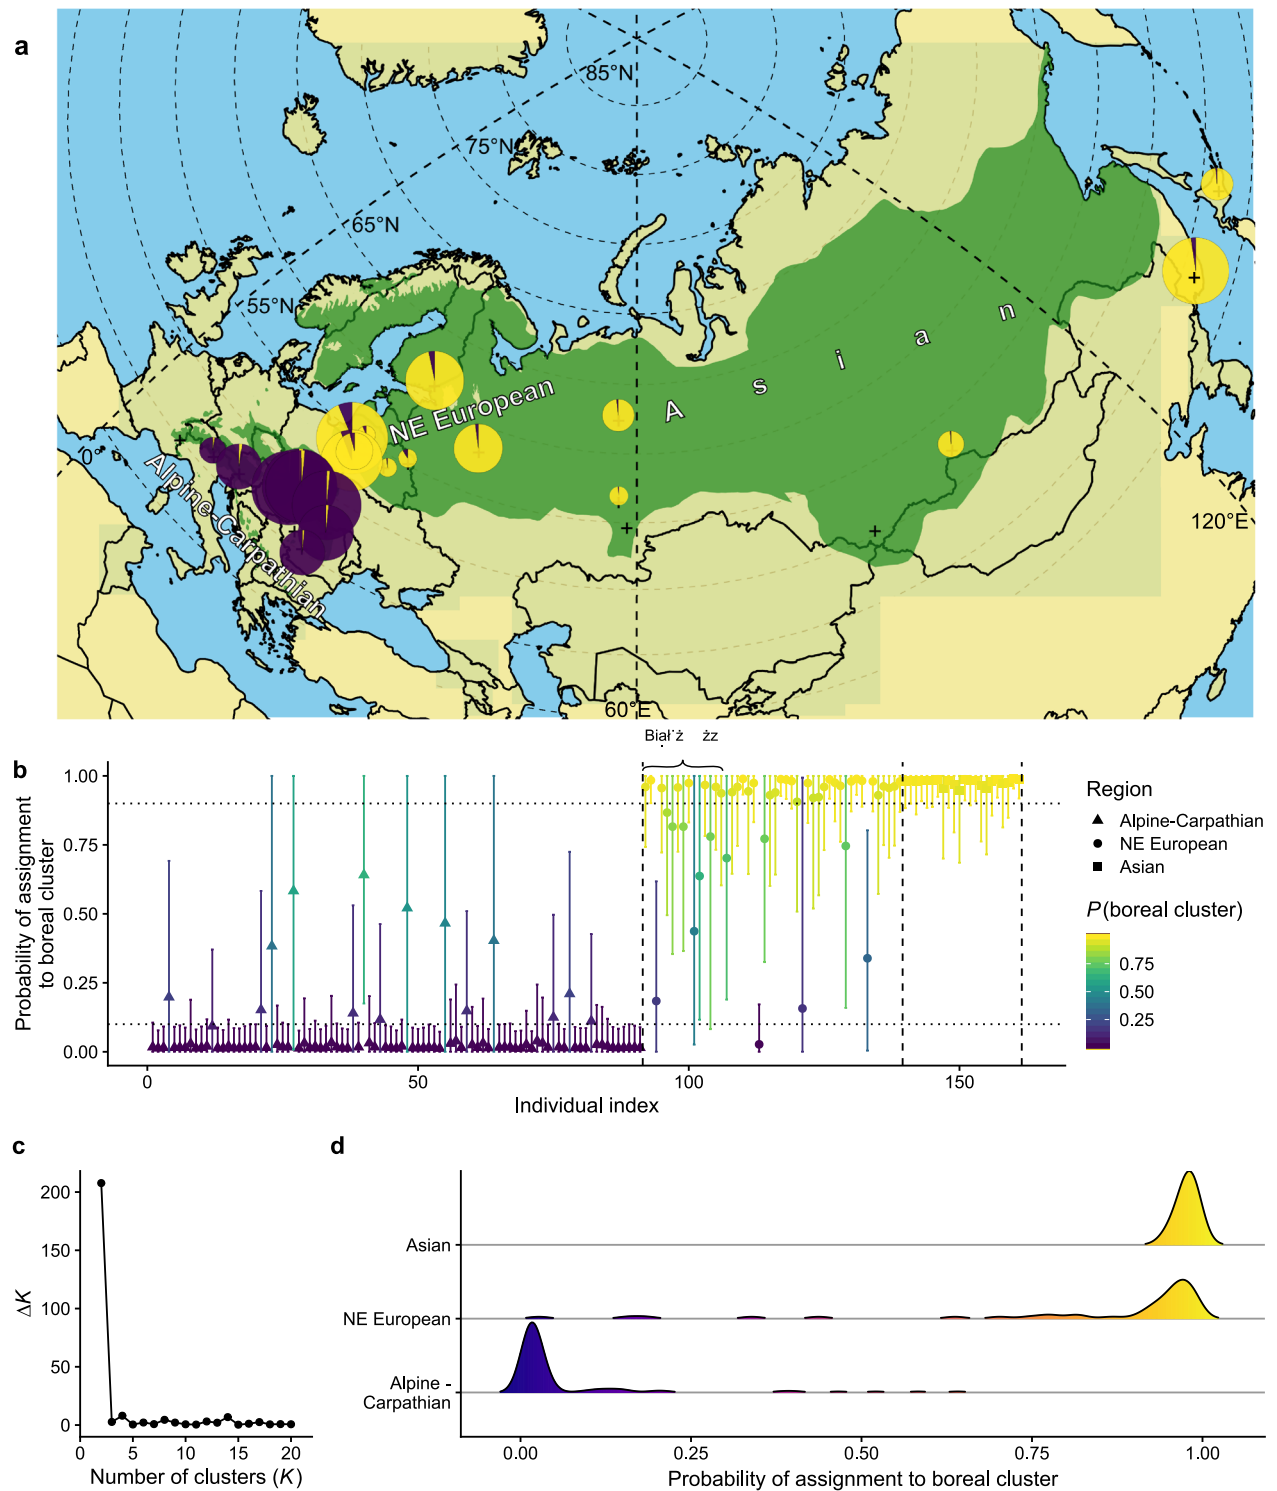 a
85°N
75°N
65°N
55°N
0°
NE European
A s i a n
Alpine-Carpathian
120°E
60°E
b
Biał˙ż żz
1.00
0.75
0.50
0.25
0.00
Probability of assignment
to boreal cluster
0 50 100 150
Individual index
Region
Alpine-Carpathian
NE European
Asian
P(boreal cluster)
0.75
0.50
0.25
c
200
150
100
50
0
ΔK
0 5 10 15 20
Number of clusters (K)
d
Asian
NE European
Alpine -
Carpathian
0.00 0.25 0.50 0.75 1.00
Probability of assignment to boreal cluster